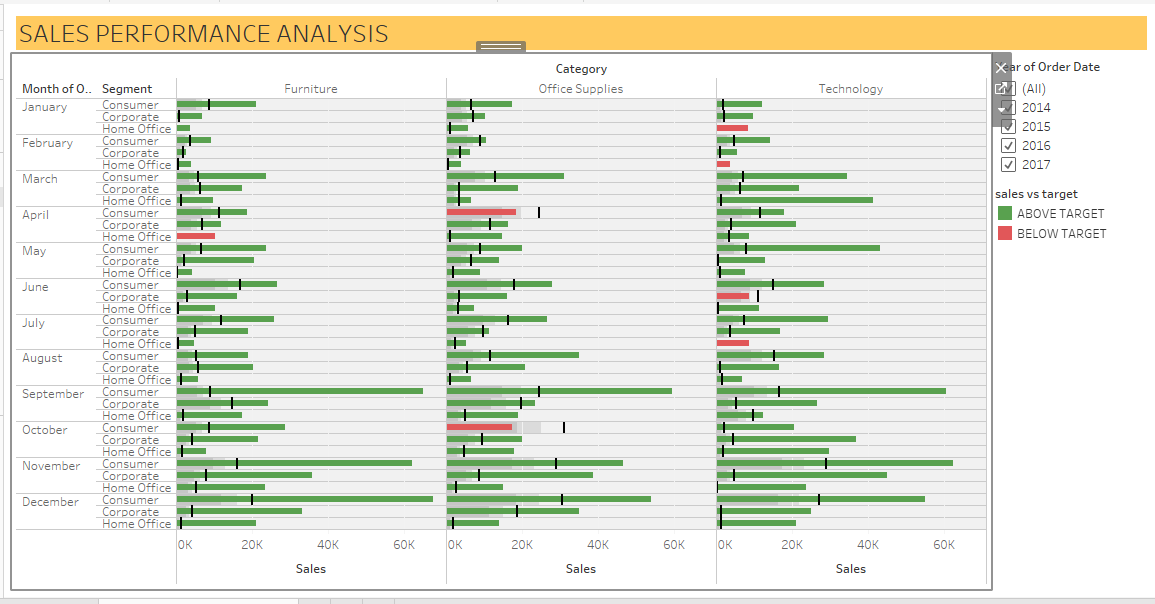 SALES PERFORMANCE ANALYSIS
Category
Month of O.. Segment Furniture Office Supplies Technology
January Consumer
Corporate
Home Office
February Consumer
Corporate
Home Office
March Consumer
Corporate
Home Office
April Consumer
Corporate
Home Office
May Consumer
Corporate
Home Office
June Consumer
Corporate
Home Office
July Consumer
Corporate
Home Office
August Consumer
Corporate
Home Office
September Consumer
Corporate
Home Office
October Consumer
Corporate
Home Office
November Consumer
Corporate
Home Office
December Consumer
Corporate
Home Office
0K 20K 40K 60K 0K 20K 40K 60K 0K 20K 40K 60K
Sales Sales Sales
ar of Order Date
(All)
2014
2015
2016
2017
sales vs target
ABOVE TARGET
BELOW TARGET